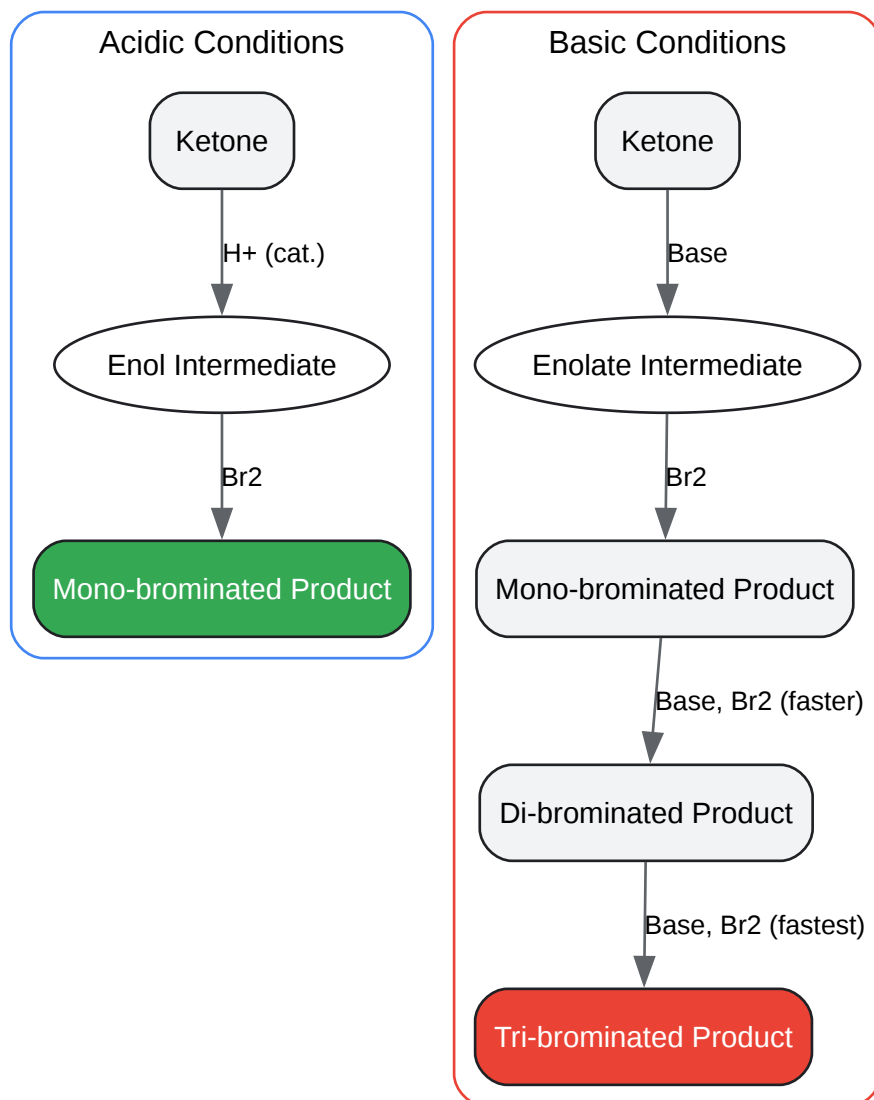 Acidic Conditions
Ketone
H+ (cat.)
Enol Intermediate
Br2
Mono-brominated Product
Basic Conditions
Ketone
Base
Enolate Intermediate
Br2
Mono-brominated Product
Base, Br2 (faster)
Di-brominated Product
Base, Br2 (fastest)
Tri-brominated Product